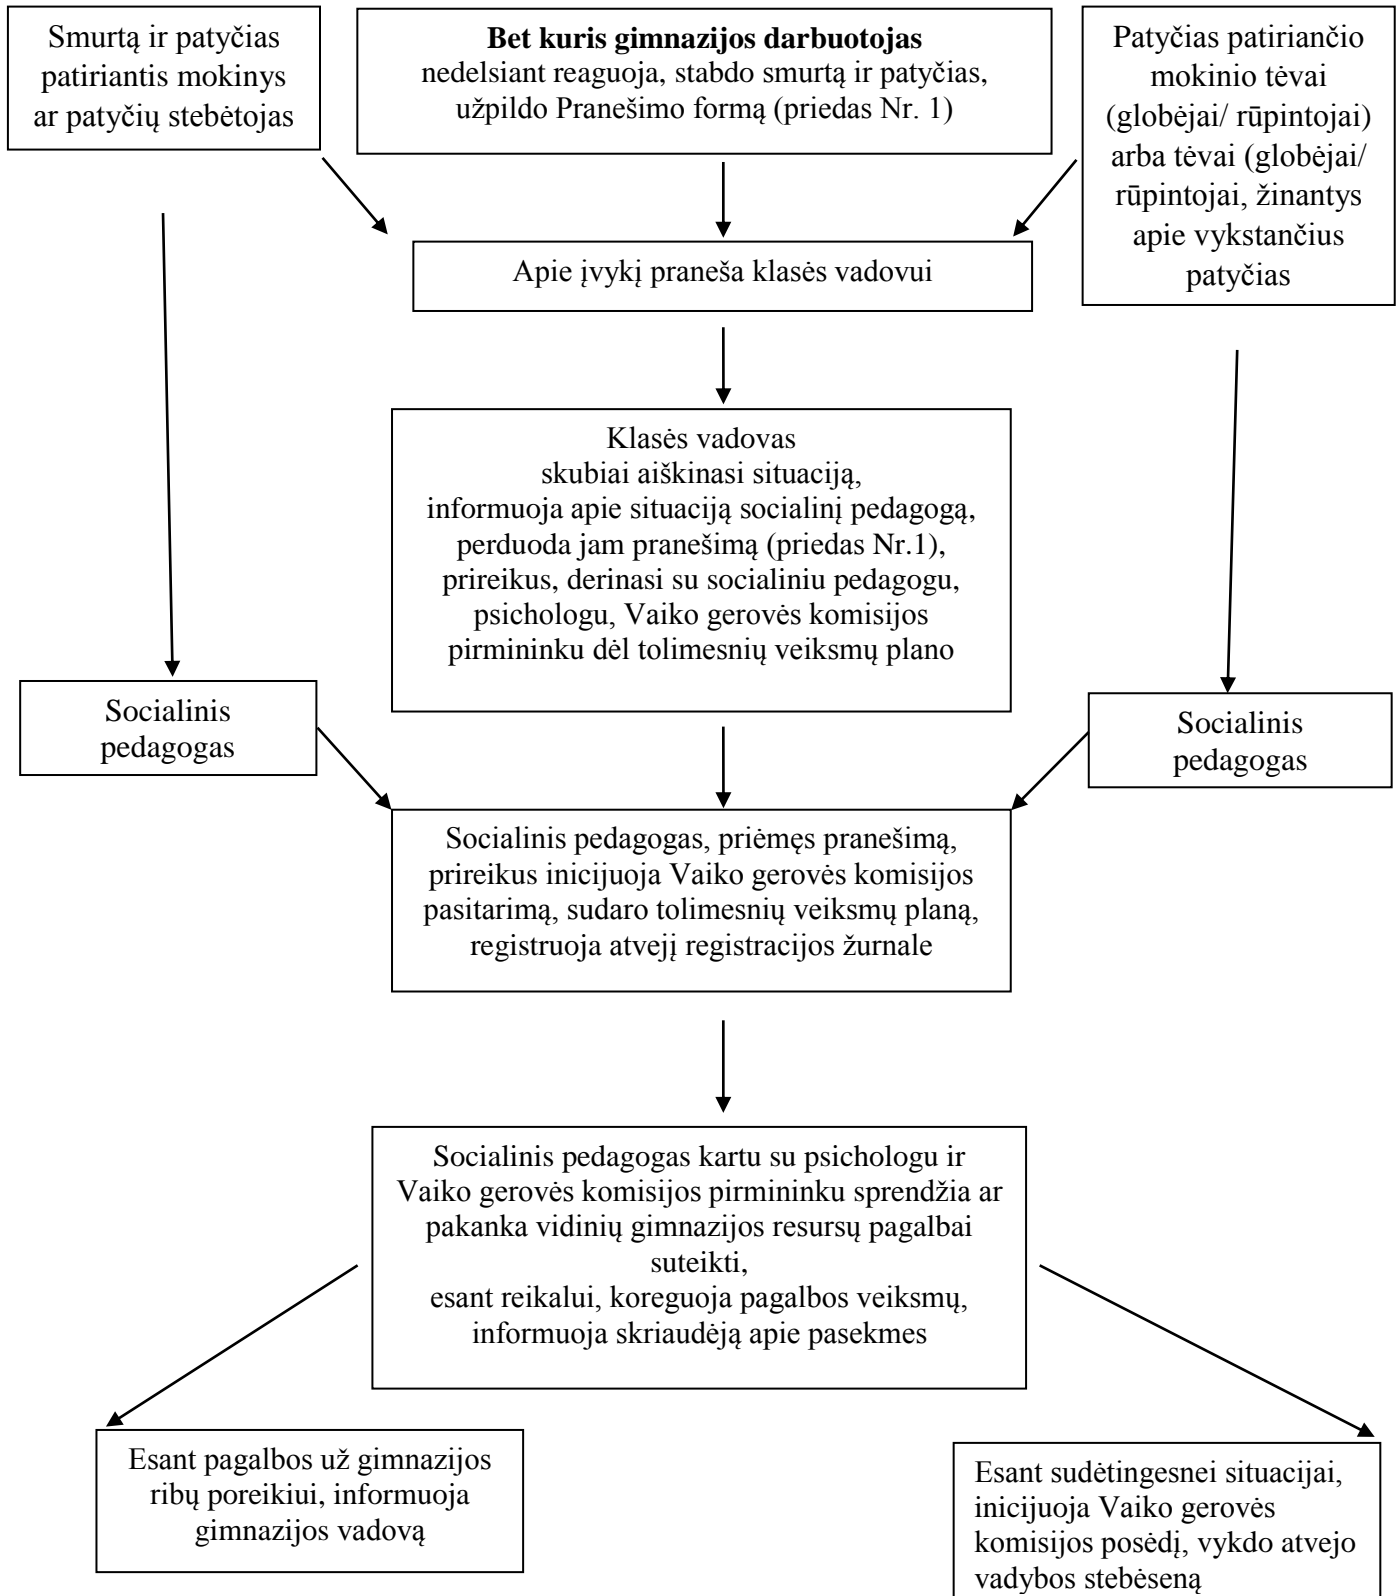 Smurtą ir patyčias
patiriantis mokinys
ar patyčių stebėtojas
Bet kuris gimnazijos darbuotojas
nedelsiant reaguoja, stabdo smurtą ir patyčias,
užpildo Pranešimo formą (priedas Nr. 1)
Patyčias patiriančio
mokinio tėvai
(globėjai/ rūpintojai)
arba tėvai (globėjai/
rūpintojai, žinantys
apie vykstančius
patyčias
Apie įvykį praneša klasės vadovui
Klasės vadovas
skubiai aiškinasi situaciją,
informuoja apie situaciją socialinį pedagogą,
perduoda jam pranešimą (priedas Nr.1),
prireikus, derinasi su socialiniu pedagogu,
psichologu, Vaiko gerovės komisijos
pirmininku dėl tolimesnių veiksmų plano
Socialinis
pedagogas
Socialinis
pedagogas
Socialinis pedagogas, priėmęs pranešimą,
prireikus inicijuoja Vaiko gerovės komisijos
pasitarimą, sudaro tolimesnių veiksmų planą,
registruoja atvejį registracijos žurnale
Socialinis pedagogas kartu su psichologu ir
Vaiko gerovės komisijos pirmininku sprendžia ar
pakanka vidinių gimnazijos resursų pagalbai
suteikti,
esant reikalui, koreguoja pagalbos veiksmų,
informuoja skriaudėją apie pasekmes
Esant pagalbos už gimnazijos
ribų poreikiui, informuoja
gimnazijos vadovą
Esant sudėtingesnei situacijai,
inicijuoja Vaiko gerovės
komisijos posėdį, vykdo atvejo
vadybos stebėseną